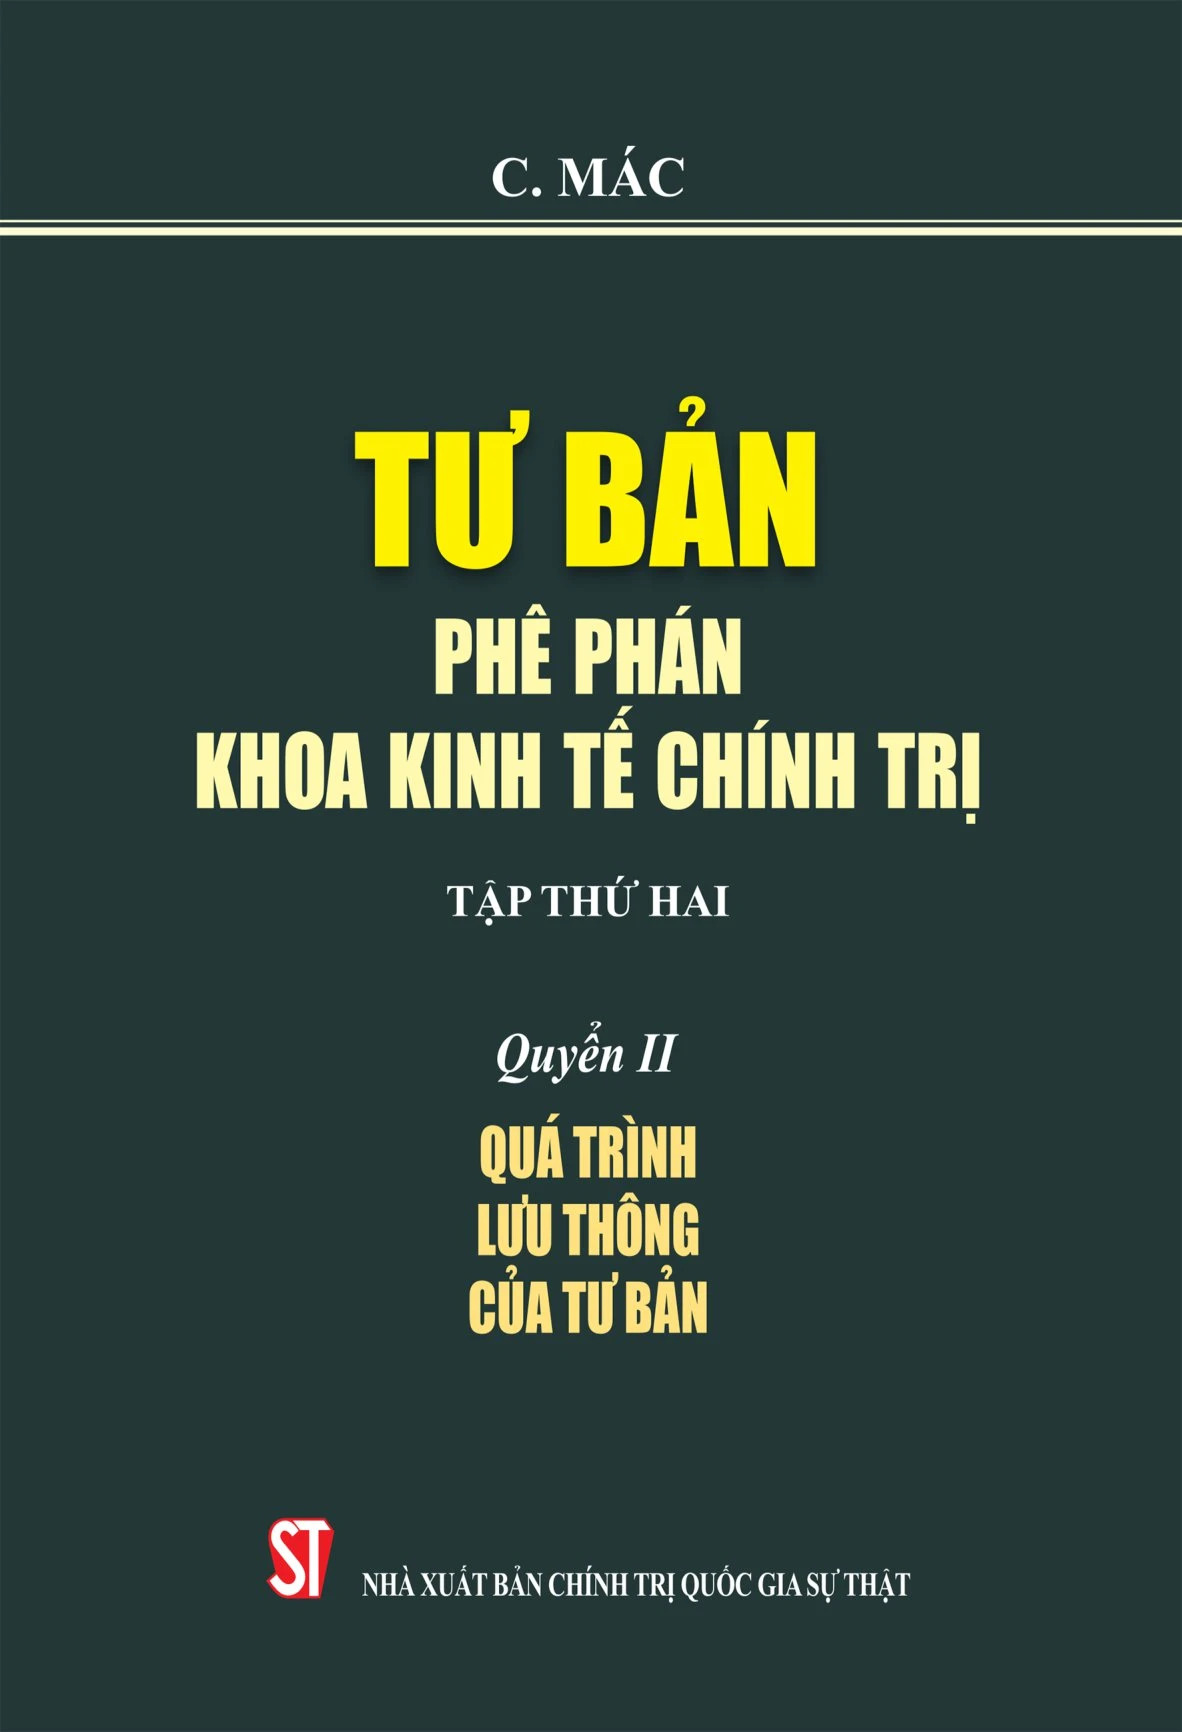 C. MÁC
TƯ BẢN
PHÊ PHÁN
KHOA KINH TẾ CHÍNH TRỊ
TẬP THỨ HAI
Quyển II
QUÁ TRÌNH
LƯU THÔNG
CỦA TƯ BẢN
ST
NHÀ XUẤT BẢN CHÍNH TRỊ QUỐC GIA SỰ THẬT